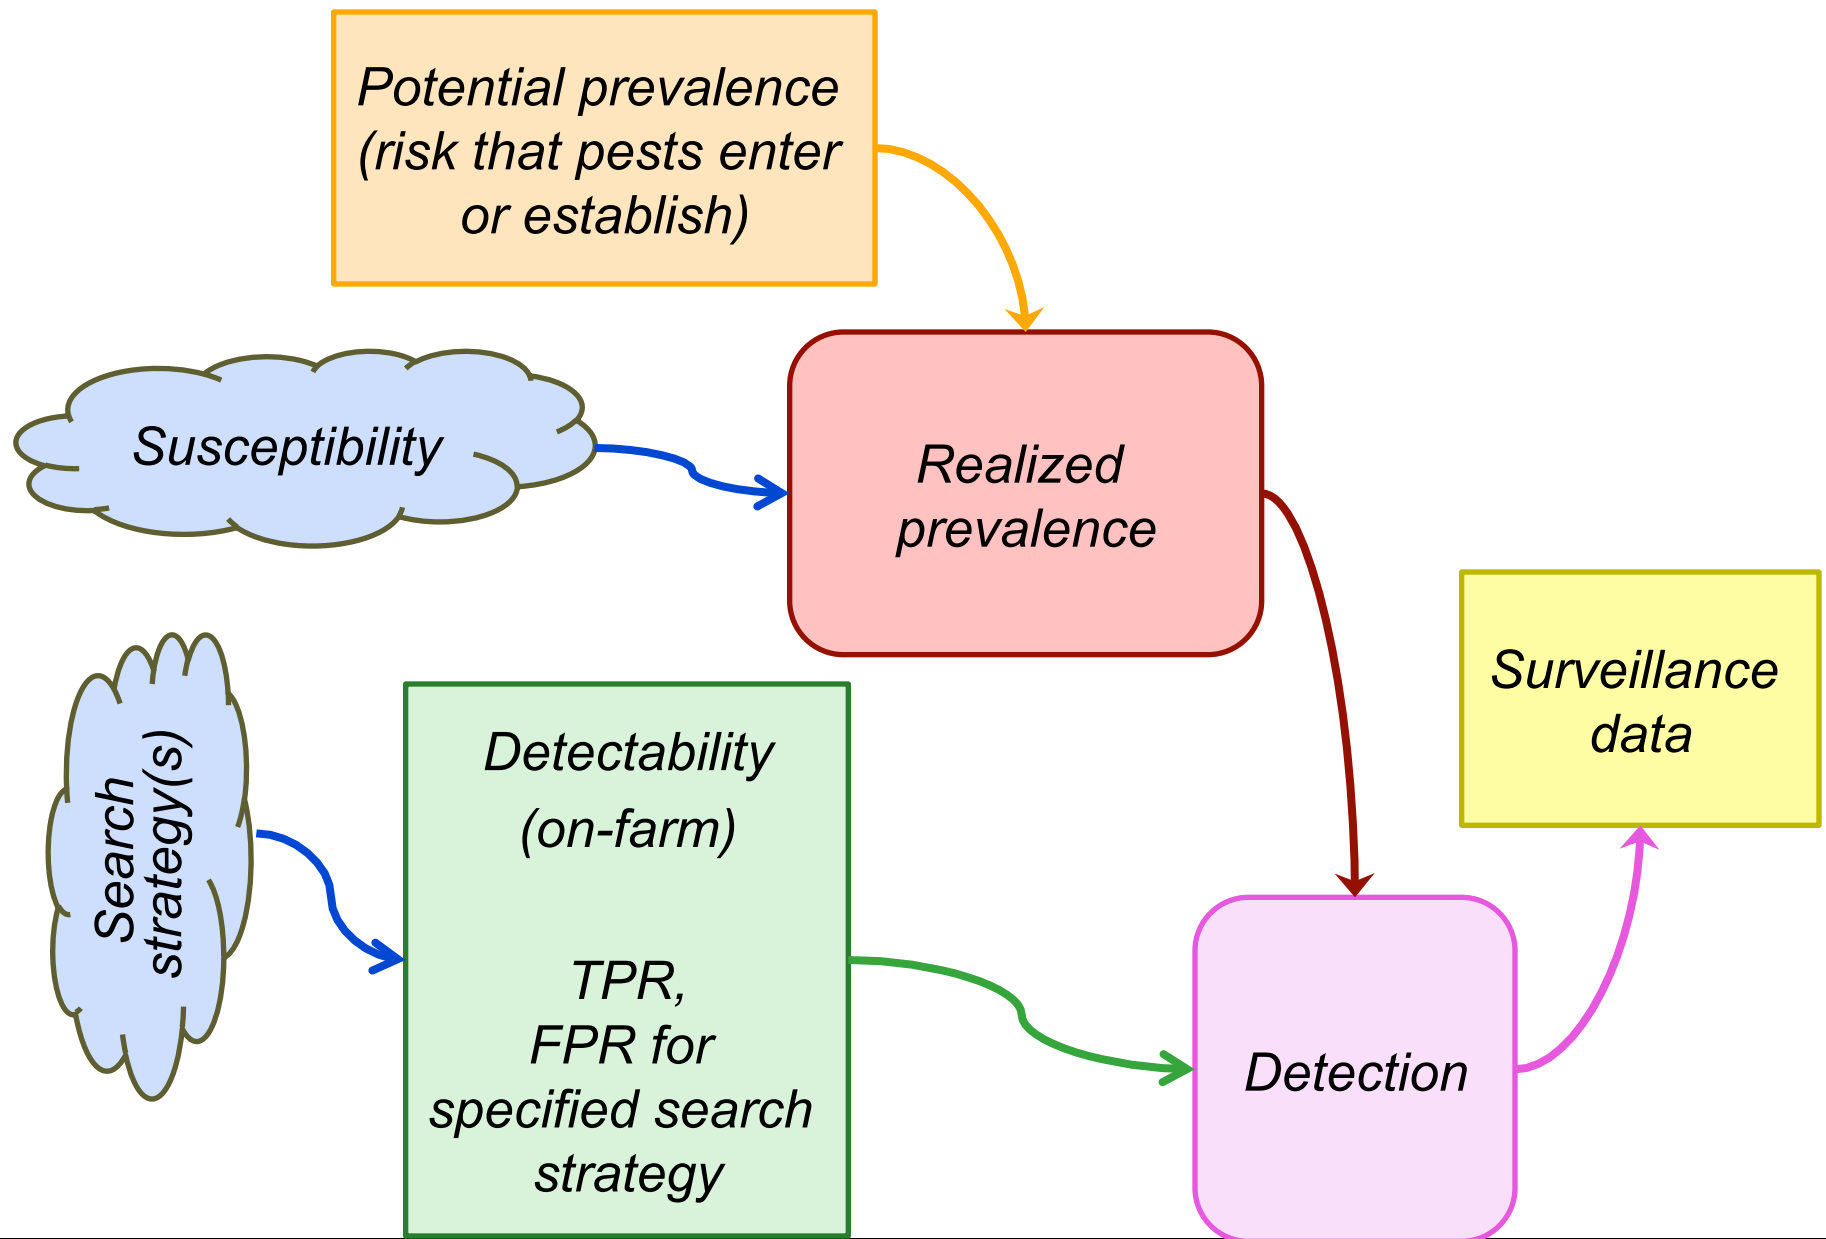 Potential prevalence
(risk that pests enter
or establish)
Susceptibility
Realized
prevalence
Search
strategy(s)
Detectability
(on-farm)
TPR,
FPR for
specified search
strategy
Surveillance
data
Detection